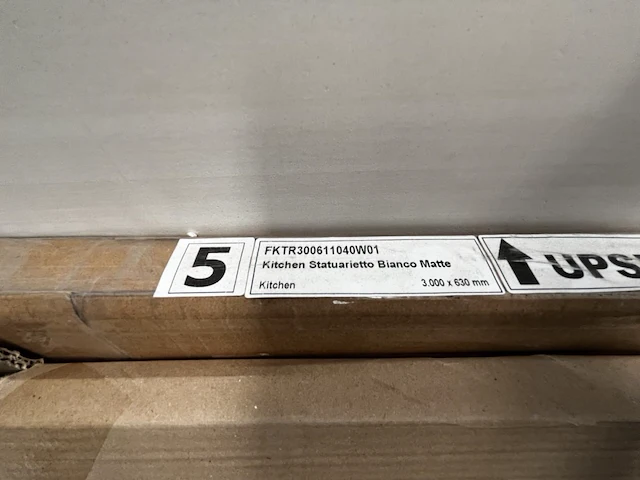 5
FKTR300611040W01
Kitchen Statuarietto Bianco Matte
Kitchen
3.000 x 630 mm
UPS